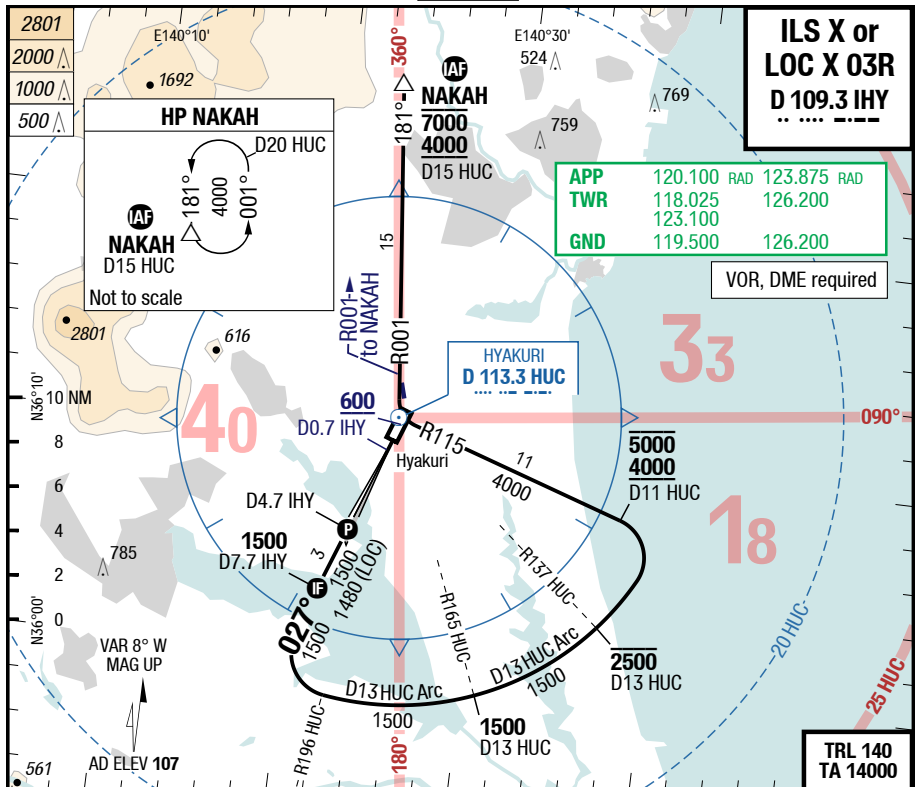 2801
2000
1000
500
E140°10'
1692
360°
IAF
NAKAH
7000
4000
D15 HUC
181°
E140°30'
524
769
759
ILS X or
LOC X 03R
D 109.3 IHY
HP NAKAH
D20 HUC
181°
4000
001°
IAF
NAKAH
D15 HUC
Not to scale
APP 120.100 RAD 123.875 RAD
TWR 118.025 126.200
123.100
GND 119.500 126.200
VOR, DME required
15
R001
to NAKAH
R001
2801
616
33
40
HYAKURI
D 113.3 HUC
600
D0.7 IHY
Hyakuri
R115
11
4000
090°
5000
4000
D11 HUC
18
N36°10'
10 NM
8
6
4
2
0
N36°00'
D4.7 IHY
P
1500
D7.7 IHY
3
IF
1500
1480 (LOC)
027°
1500
785
R137 HUC
R165 HUC
R196 HUC
D13 HUC Arc
1500
D13 HUC Arc
1500
2500
D13 HUC
1500
D13 HUC
20 HUC
25 HUC
VAR 8° W
MAG UP
AD ELEV 107
561
180°
TRL 140
TA 14000